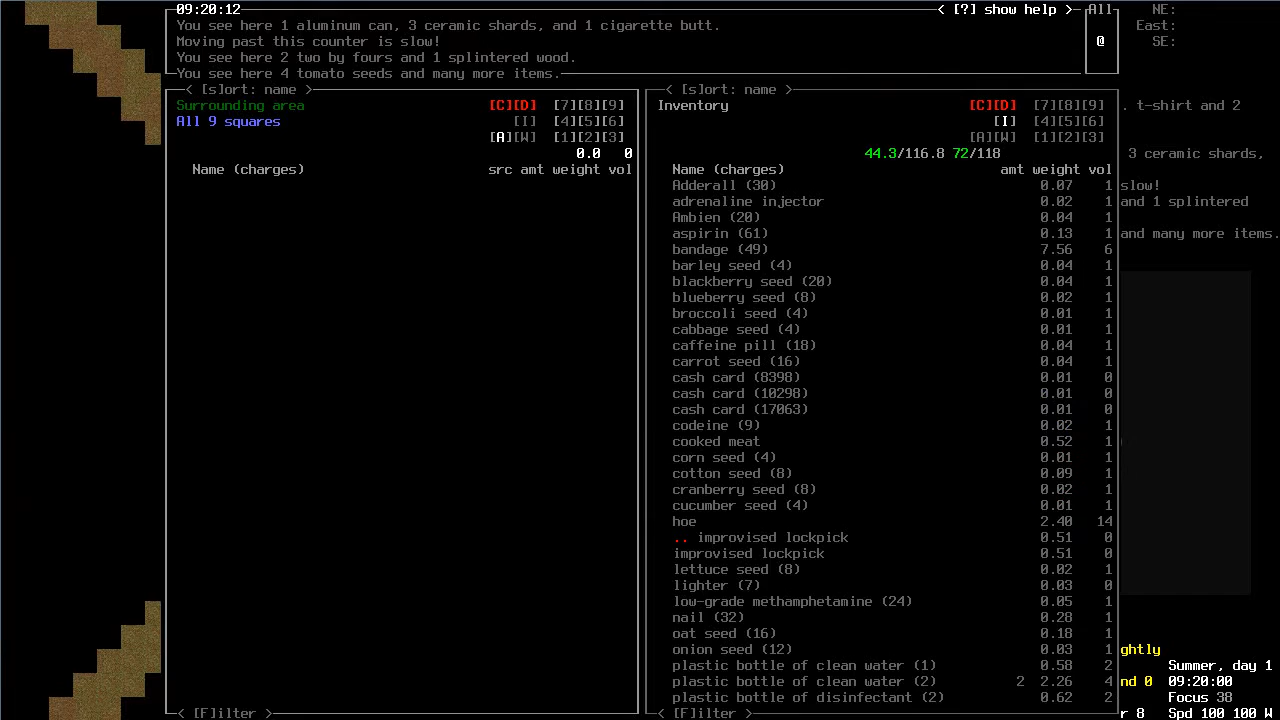 09:20:12 < [?] show help > All NE:
You see here 1 aluminum can, 3 ceramic shards, and 1 cigarette butt. East:
Moving past this counter is slow! @ SE:
You see here 2 two by fours and 1 splintered wood.
You see here 4 tomato seeds and many more items.
< [s]ort: name > < [s]ort: name >
Surrounding area [C][D] [7][8][9] Inventory [C][D] [7][8][9] . t-shirt and 2
All 9 squares [I] [4][5][6] [I] [4][5][6]
[A][W] [1][2][3] [A][W] [1][2][3]
0.0 0 44.3/116.8 72/118 3 ceramic shards,
Name (charges) src amt weight vol Name (charges) amt weight vol
Adderall (30) 0.07 1 slow!
adrenaline injector 0.02 1 and 1 splintered
Ambien (20) 0.04 1
aspirin (61) 0.13 1 and many more items.
bandage (49) 7.56 6
barley seed (4) 0.04 1
blackberry seed (20) 0.04 1
blueberry seed (8) 0.02 1
broccoli seed (4) 0.01 1
cabbage seed (4) 0.01 1
caffeine pill (18) 0.04 1
carrot seed (16) 0.04 1
cash card (8398) 0.01 0
cash card (10298) 0.01 0
cash card (17063) 0.01 0
codeine (9) 0.02 1
cooked meat 0.52 1
corn seed (4) 0.01 1
cotton seed (8) 0.09 1
cranberry seed (8) 0.02 1
cucumber seed (4) 0.01 1
hoe 2.40 14
.. improvised lockpick 0.51 0
improvised lockpick 0.51 0
lettuce seed (8) 0.02 1
lighter (7) 0.03 0
low-grade methamphetamine (24) 0.05 1
nail (32) 0.28 1
oat seed (16) 0.18 1
onion seed (12) 0.03 1 ghtly
plastic bottle of clean water (1) 0.58 2 Summer, day 1
plastic bottle of clean water (2) 2 2.26 4 nd 0 09:20:00
plastic bottle of disinfectant (2) 0.62 2 Focus 38
< [F]ilter > < [F]ilter > r 8 Spd 100 100 W